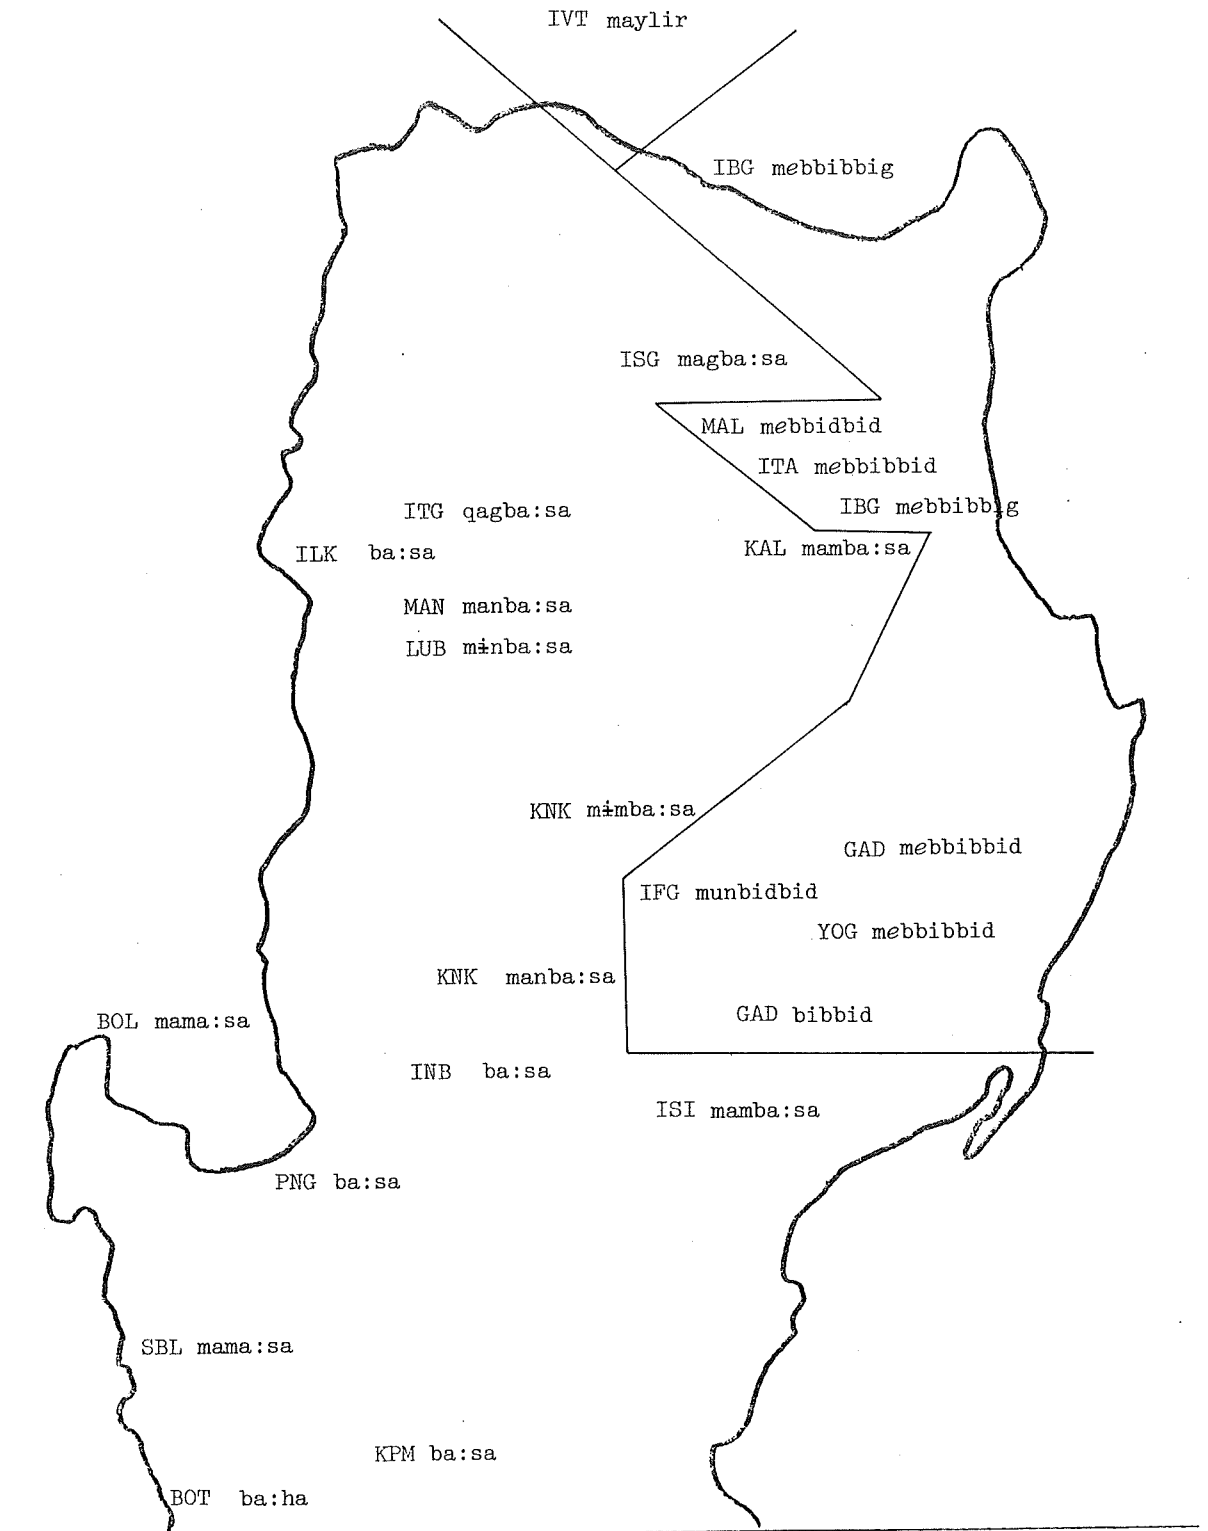 IVT maylir
IBG mebbibbig
ISG magba:sa
MAL mebbidbid
ITA mebbibbid
IBG mebbibbig
ITG qagba:sa
KAL mamba:sa
ILK ba:sa
MAN manba:sa
LUB mɨnba:sa
KNK mɨmba:sa
GAD mebbibbid
IFG munbidbid
YOG mebbibbid
KNK manba:sa
GAD bibbid
BOL mama:sa
INB ba:sa
ISI mamba:sa
PNG ba:sa
SBL mama:sa
KPM ba:sa
BOT ba:ha